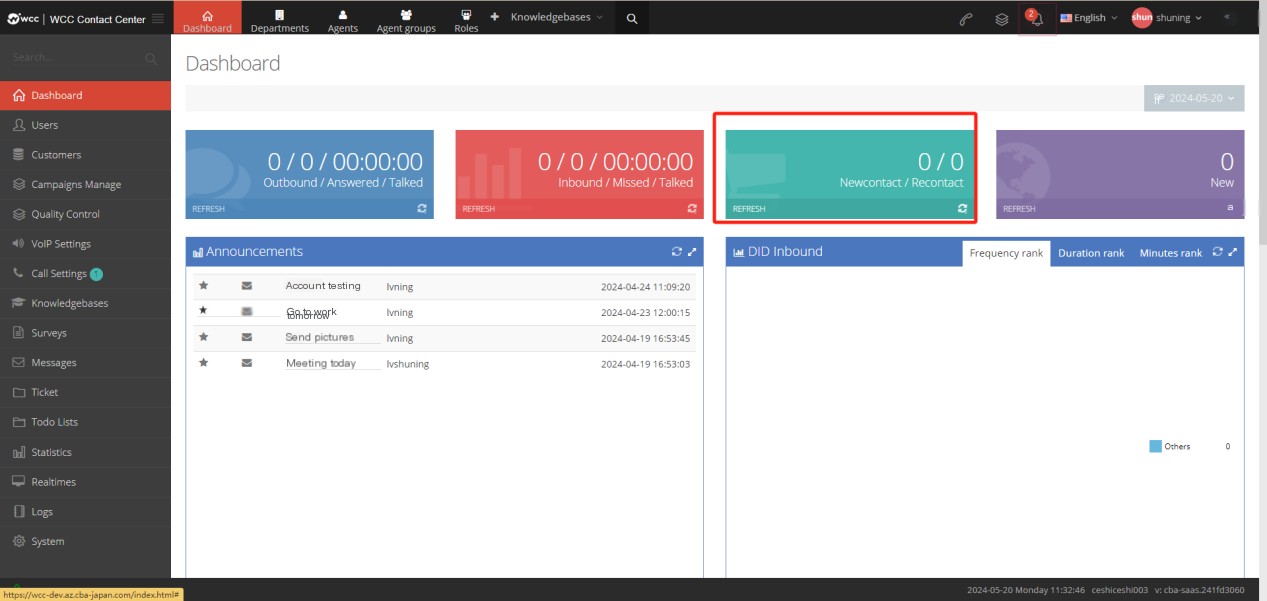 wcc | WCC Contact Center
Dashboard
Departments
Agents
Agent groups
Roles
Knowledgebases
2
English
shun
shuning
Search...
Dashboard
Users
Customers
Campaigns Manage
Quality Control
VoIP Settings
Call Settings
Knowledgebases
Surveys
Messages
Ticket
Todo Lists
Statistics
Realtimes
Logs
System
Dashboard
2024-05-20
0 / 0 / 00:00:00
Outbound / Answered / Talked
REFRESH
0 / 0 / 00:00:00
Inbound / Missed / Talked
REFRESH
0 / 0
Newcontact / Recontact
REFRESH
0
New
REFRESH
a
Announcements
Account testing lvning 2024-04-24 11:09:20
Go to work
tomorrow
lvning 2024-04-23 12:00:15
Send pictures lvning 2024-04-19 16:53:45
Meeting today lvshuning 2024-04-19 16:53:03
DID Inbound
Frequency rank
Duration rank
Minutes rank
Others 0
https://wcc-dev.az.cba-japan.com/index.html#
2024-05-20 Monday 11:32:46 ceshiceshi003 v: cba-saas.241fd3060